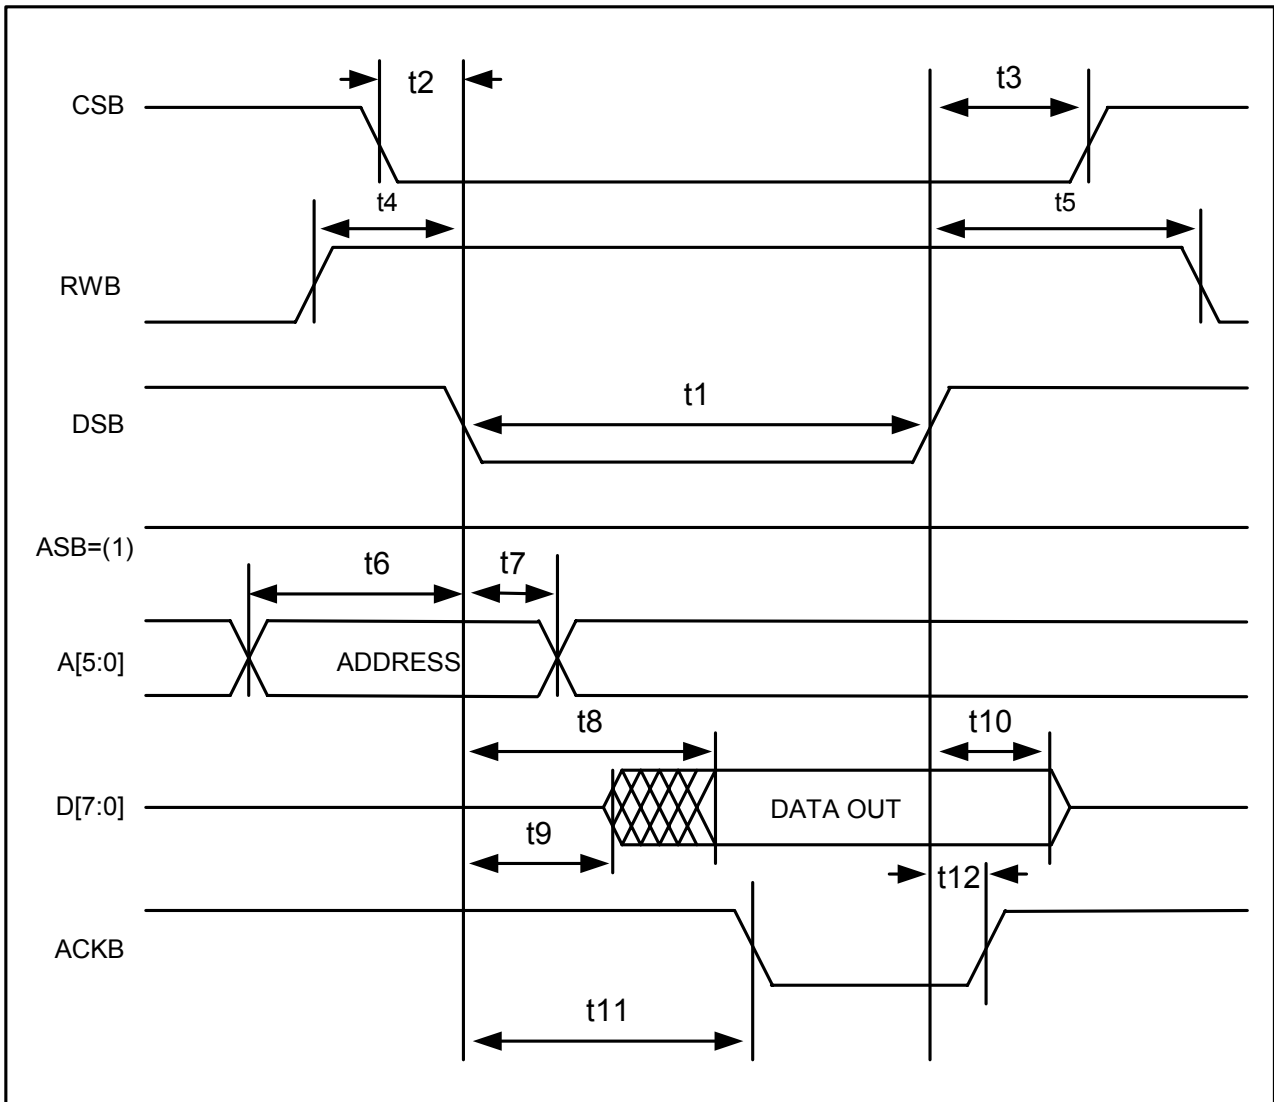 t2
t3
CSB
t4
t5
RWB
t1
DSB
ASB=(1)
t6
t7
A[5:0]
ADDRESS
t8
t10
D[7:0]
DATA OUT
t9
t12
ACKB
t11